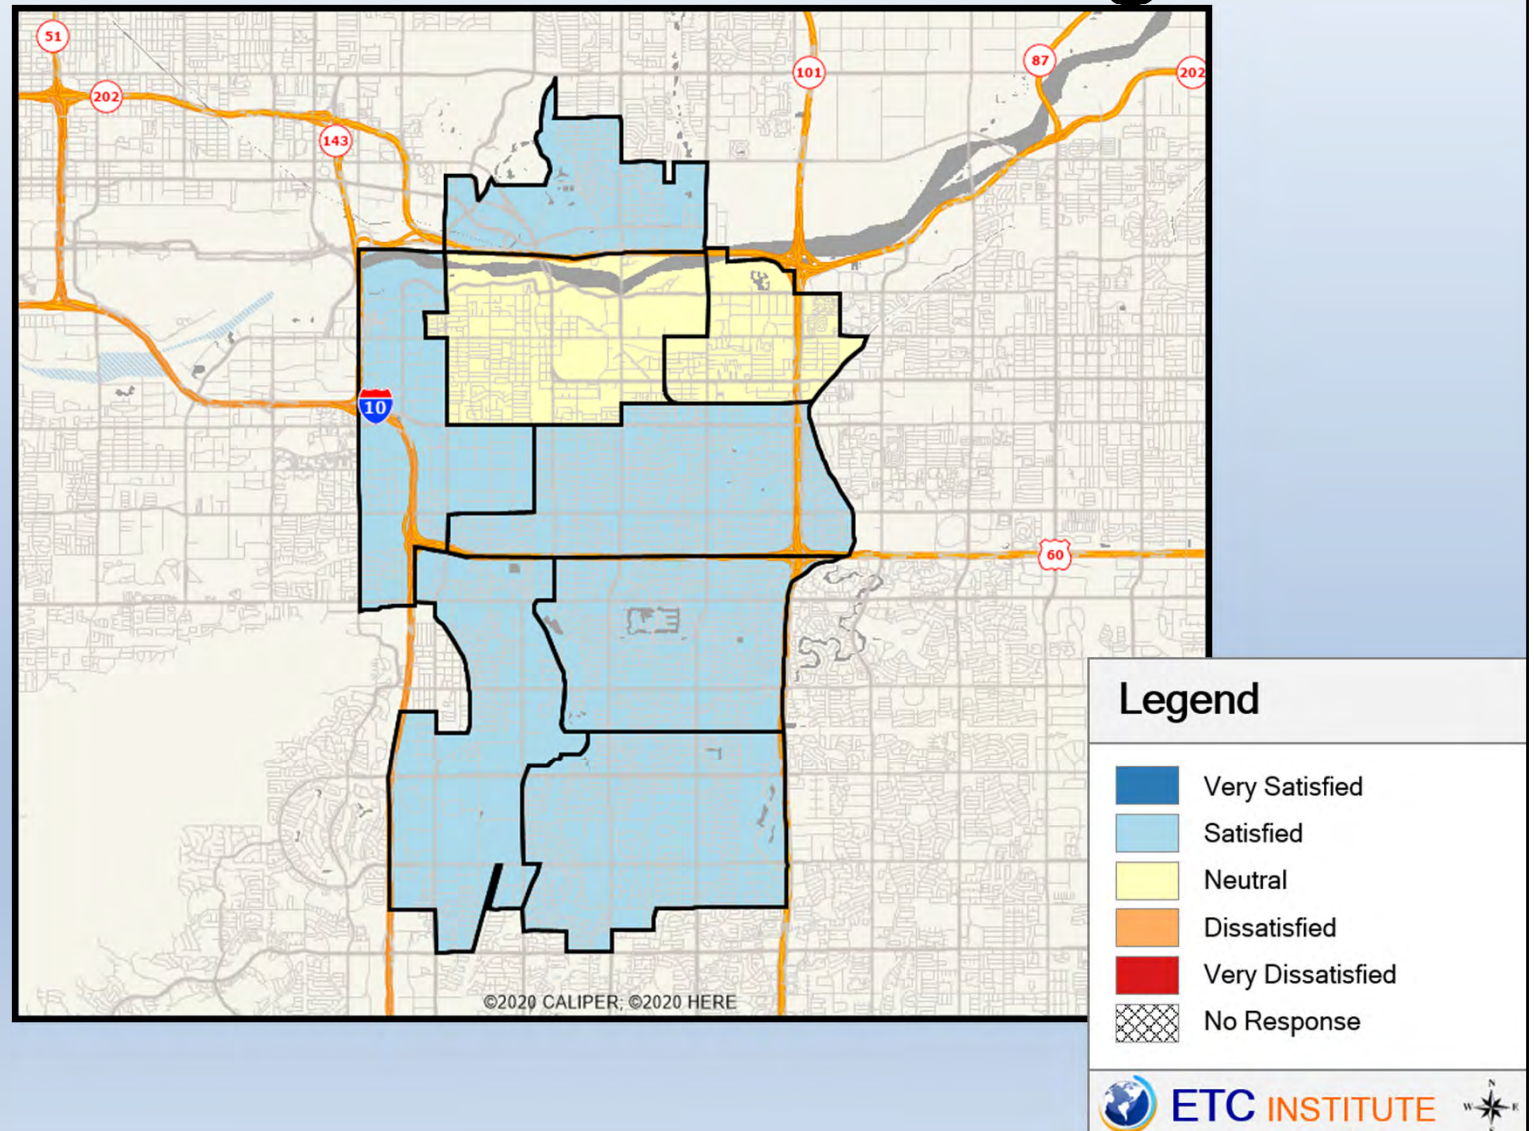 51
202
143
101
87
202
10
60
©2020 CALIPER; ©2020 HERE
Legend
Very Satisfied
Satisfied
Neutral
Dissatisfied
Very Dissatisfied
No Response
ETC INSTITUTE
N
W E
S